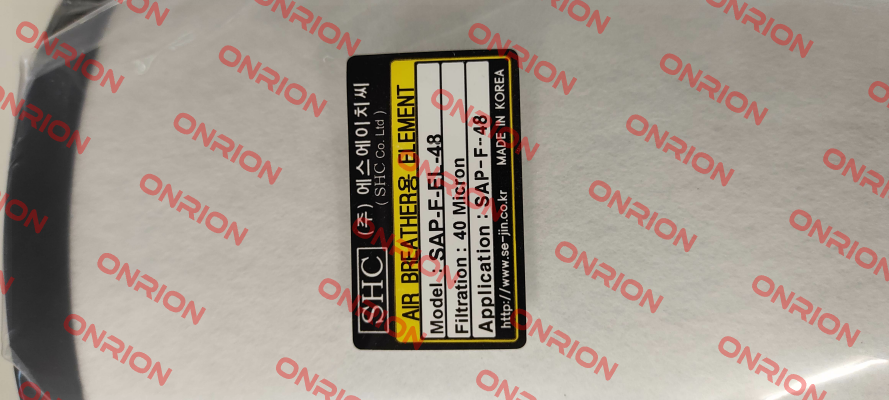 SHC (주) 에스에이치씨
( SHC Co. Ltd )
AIR BREATHER용 ELEMENT
Model : SAP-F-EL-48
Filtration : 40 Micron
Application : SAP-F-48
http://www.se-jin.co.kr MADE IN KOREA
ONRION